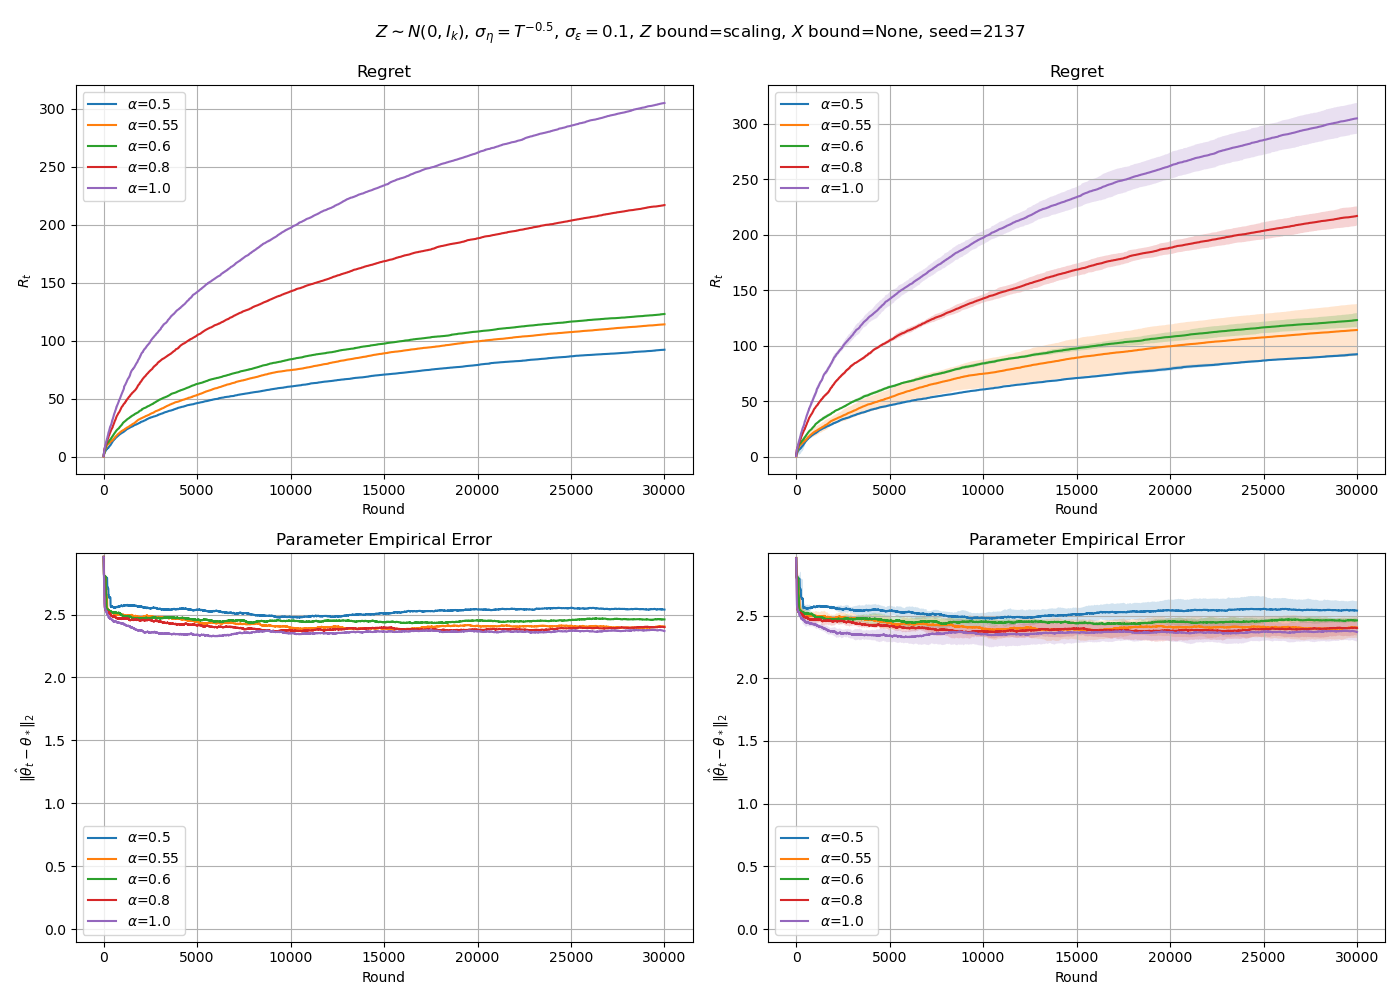 Z ~ N(0, I_k), σ_η = T^{−0.5}, σ_ε = 0.1, Z bound=scaling, X bound=None, seed=2137
Regret
α=0.5
α=0.55
α=0.6
α=0.8
α=1.0
300
250
200
150
100
50
0
R_t
0 5000 10000 15000 20000 25000 30000
Round
Regret
α=0.5
α=0.55
α=0.6
α=0.8
α=1.0
300
250
200
150
100
50
0
R_t
0 5000 10000 15000 20000 25000 30000
Round
Parameter Empirical Error
2.5
2.0
1.5
1.0
0.5
0.0
‖θ̂_t − θ_*‖_2
α=0.5
α=0.55
α=0.6
α=0.8
α=1.0
0 5000 10000 15000 20000 25000 30000
Round
Parameter Empirical Error
2.5
2.0
1.5
1.0
0.5
0.0
‖θ̂_t − θ_*‖_2
α=0.5
α=0.55
α=0.6
α=0.8
α=1.0
0 5000 10000 15000 20000 25000 30000
Round